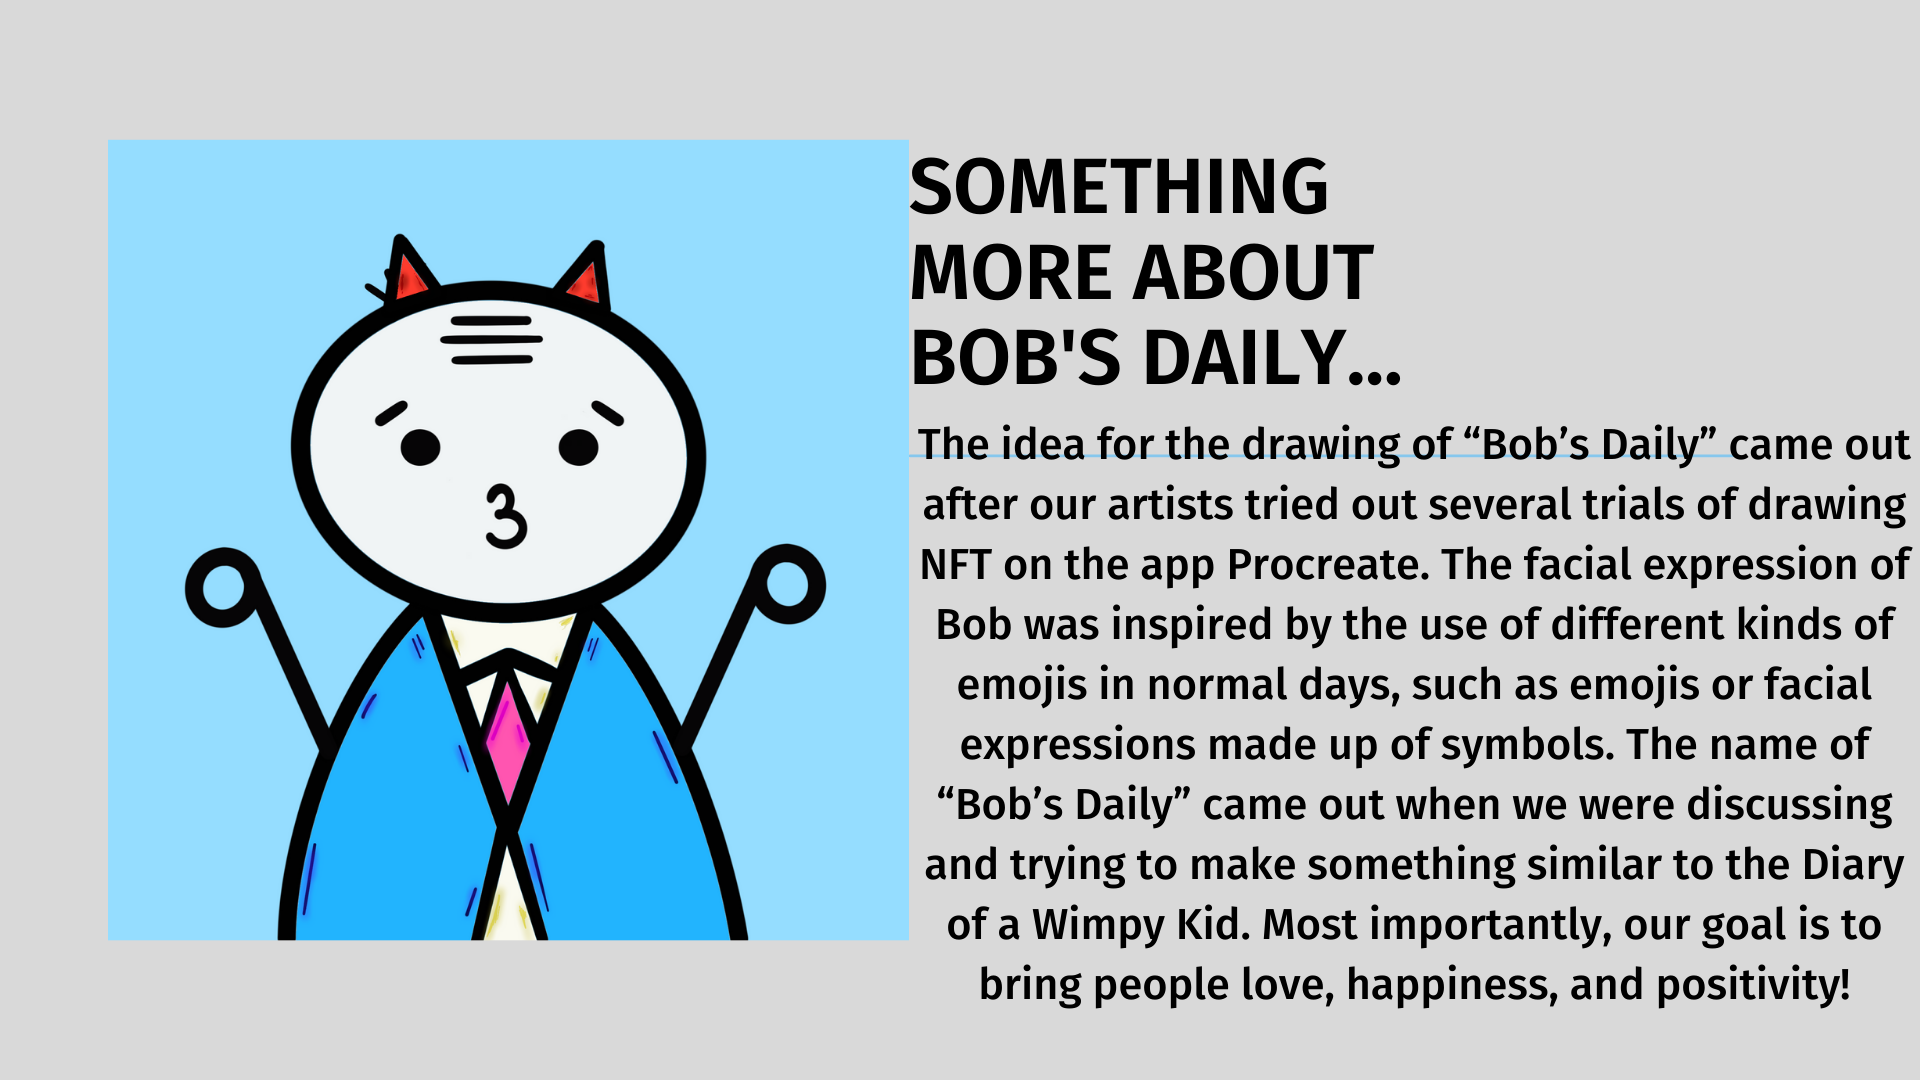 SOMETHING
MORE ABOUT
BOB'S DAILY...
The idea for the drawing of “Bob’s Daily” came out
after our artists tried out several trials of drawing
NFT on the app Procreate. The facial expression of
Bob was inspired by the use of different kinds of
emojis in normal days, such as emojis or facial
expressions made up of symbols. The name of
“Bob’s Daily” came out when we were discussing
and trying to make something similar to the Diary
of a Wimpy Kid. Most importantly, our goal is to
bring people love, happiness, and positivity!